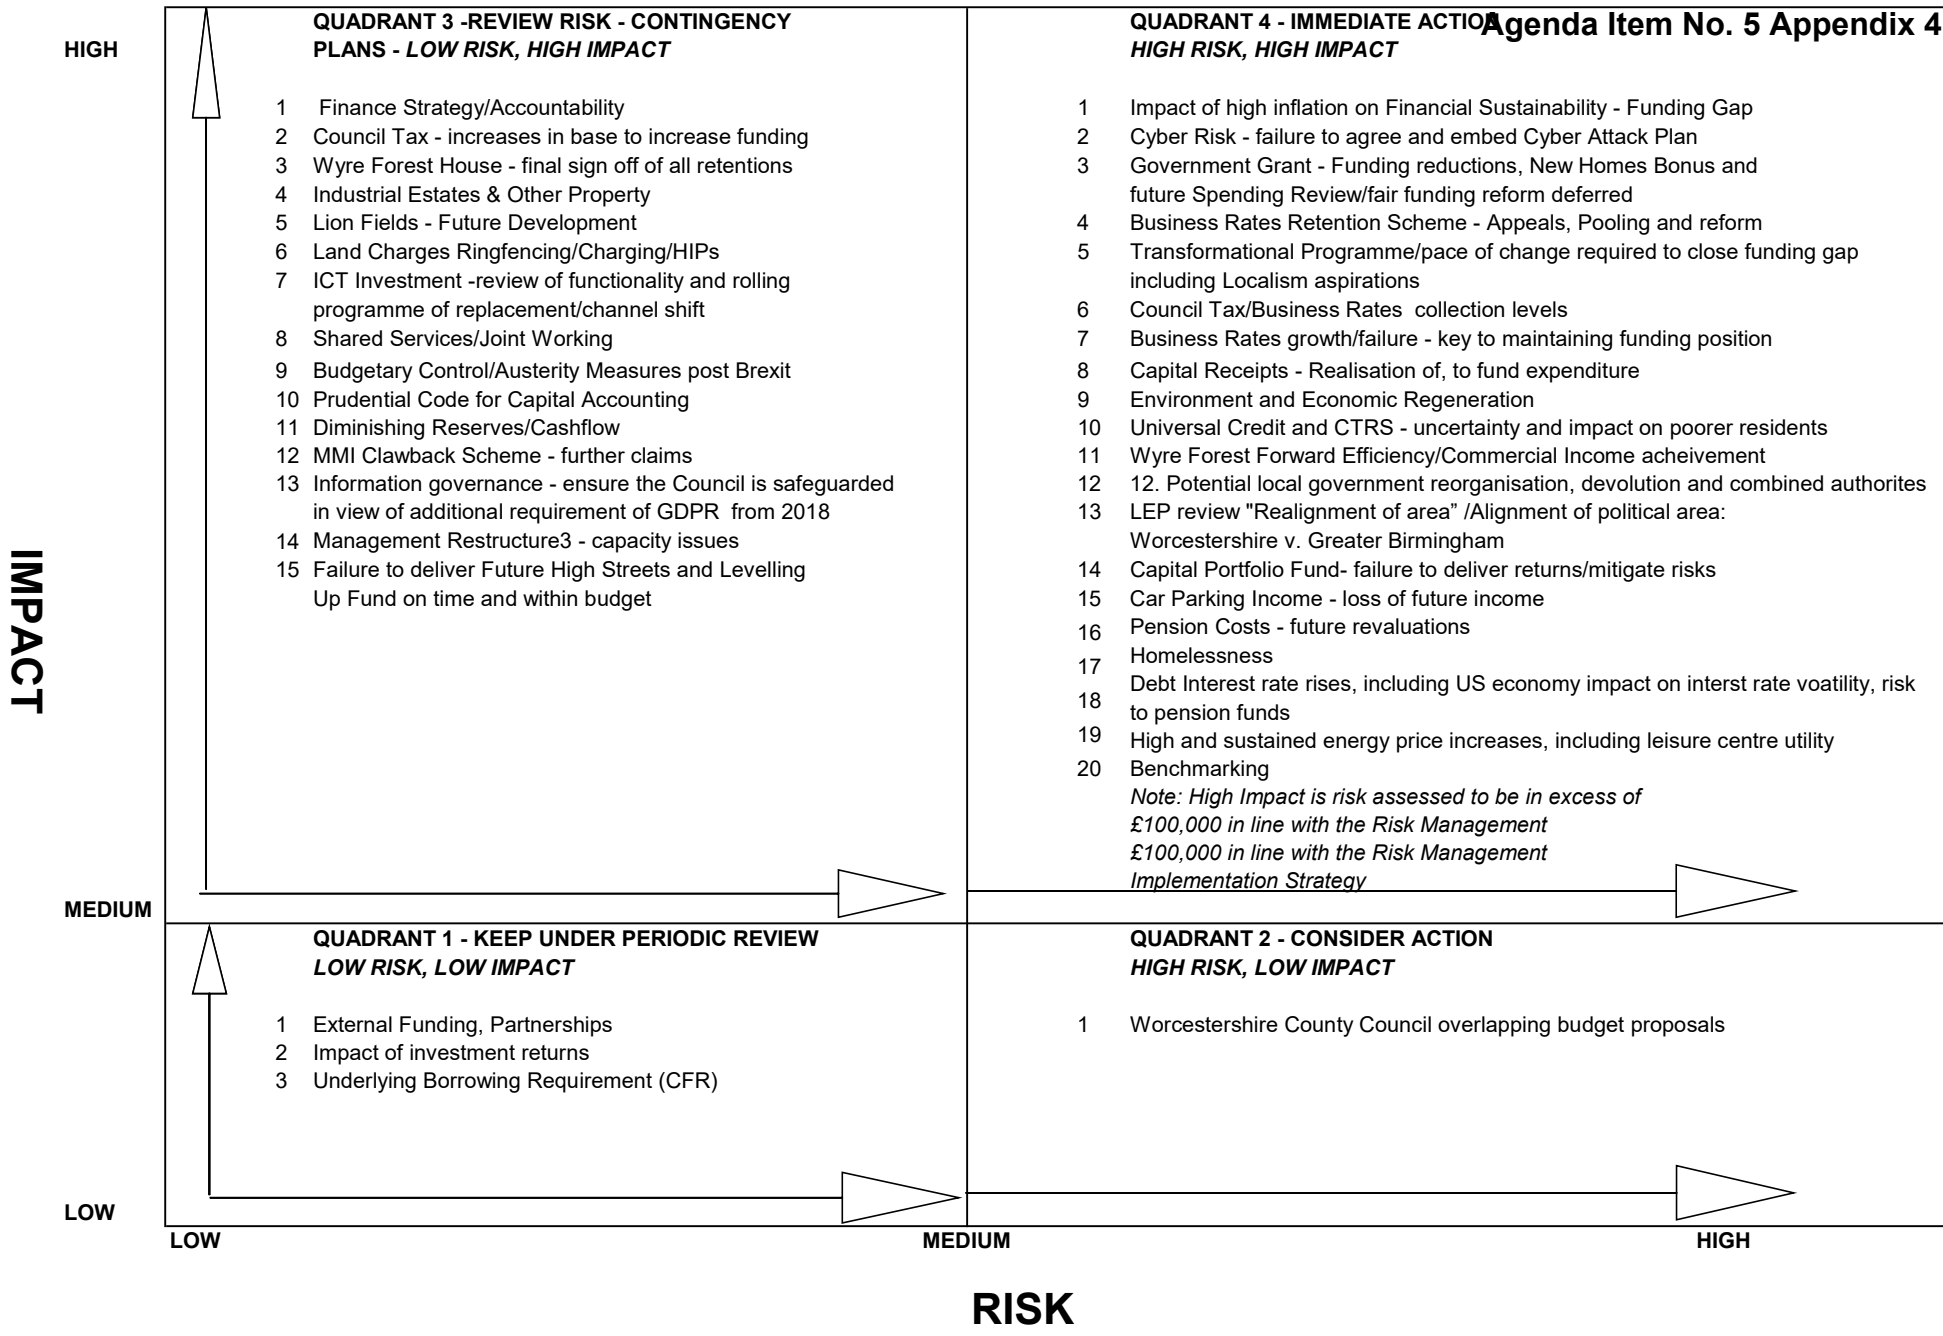 Agenda Item No. 5 Appendix 4
HIGH
QUADRANT 3 -REVIEW RISK - CONTINGENCY
PLANS - LOW RISK, HIGH IMPACT
1 Finance Strategy/Accountability
2 Council Tax - increases in base to increase funding
3 Wyre Forest House - final sign off of all retentions
4 Industrial Estates & Other Property
5 Lion Fields - Future Development
6 Land Charges Ringfencing/Charging/HIPs
7 ICT Investment -review of functionality and rolling
programme of replacement/channel shift
8 Shared Services/Joint Working
9 Budgetary Control/Austerity Measures post Brexit
10 Prudential Code for Capital Accounting
11 Diminishing Reserves/Cashflow
12 MMI Clawback Scheme - further claims
13 Information governance - ensure the Council is safeguarded
in view of additional requirement of GDPR from 2018
14 Management Restructure3 - capacity issues
15 Failure to deliver Future High Streets and Levelling
Up Fund on time and within budget
QUADRANT 4 - IMMEDIATE ACTION
HIGH RISK, HIGH IMPACT
1 Impact of high inflation on Financial Sustainability - Funding Gap
2 Cyber Risk - failure to agree and embed Cyber Attack Plan
3 Government Grant - Funding reductions, New Homes Bonus and
future Spending Review/fair funding reform deferred
4 Business Rates Retention Scheme - Appeals, Pooling and reform
5 Transformational Programme/pace of change required to close funding gap
including Localism aspirations
6 Council Tax/Business Rates collection levels
7 Business Rates growth/failure - key to maintaining funding position
8 Capital Receipts - Realisation of, to fund expenditure
9 Environment and Economic Regeneration
10 Universal Credit and CTRS - uncertainty and impact on poorer residents
11 Wyre Forest Forward Efficiency/Commercial Income acheivement
12 12. Potential local government reorganisation, devolution and combined authorites
13 LEP review "Realignment of area” /Alignment of political area:
Worcestershire v. Greater Birmingham
14 Capital Portfolio Fund- failure to deliver returns/mitigate risks
15 Car Parking Income - loss of future income
16 Pension Costs - future revaluations
17 Homelessness
18 Debt Interest rate rises, including US economy impact on interst rate voatility, risk
to pension funds
19 High and sustained energy price increases, including leisure centre utility
20 Benchmarking
Note: High Impact is risk assessed to be in excess of
£100,000 in line with the Risk Management
£100,000 in line with the Risk Management
Implementation Strategy
IMPACT
MEDIUM
QUADRANT 1 - KEEP UNDER PERIODIC REVIEW
LOW RISK, LOW IMPACT
1 External Funding, Partnerships
2 Impact of investment returns
3 Underlying Borrowing Requirement (CFR)
QUADRANT 2 - CONSIDER ACTION
HIGH RISK, LOW IMPACT
1 Worcestershire County Council overlapping budget proposals
LOW
LOW
MEDIUM
HIGH
RISK